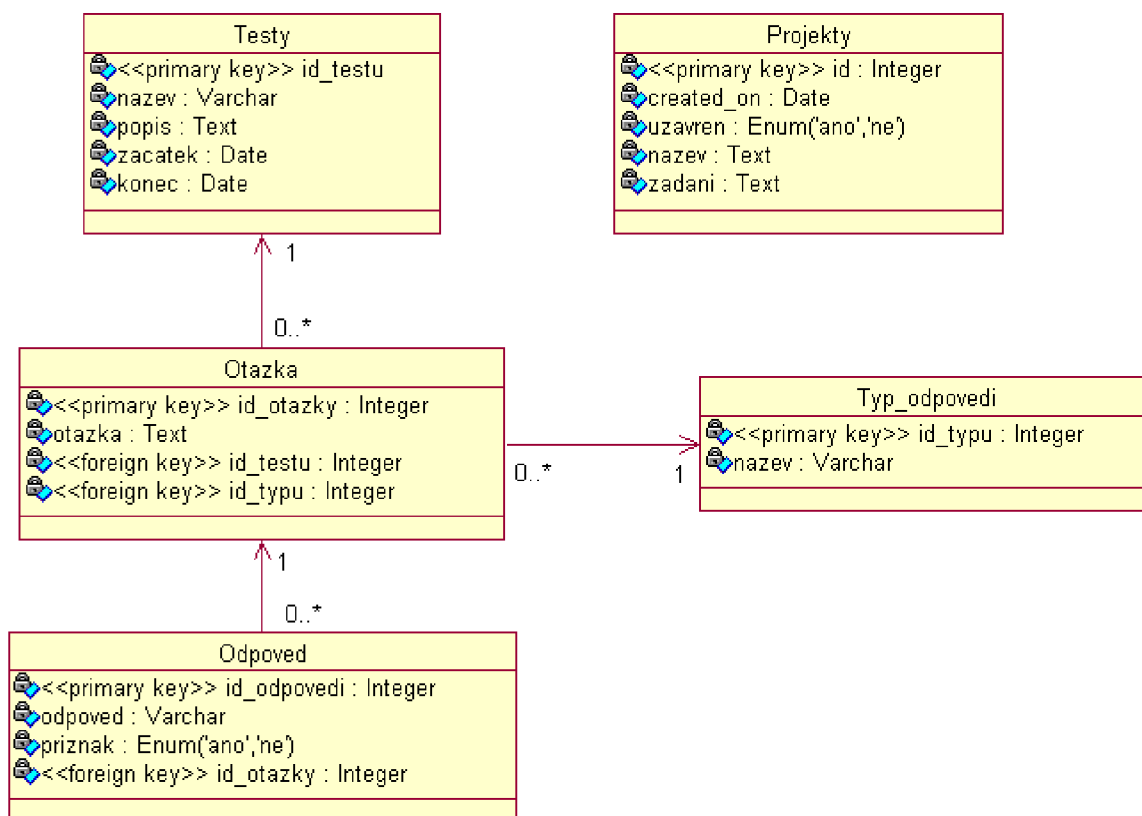 Testy
<<primary key>> id_testu
nazev : Varchar
popis : Text
zacatek : Date
konec : Date
Projekty
<<primary key>> id : Integer
created_on : Date
uzavren : Enum('ano','ne')
nazev : Text
zadani : Text
1
0..*
Otazka
<<primary key>> id_otazky : Integer
otazka : Text
<<foreign key>> id_testu : Integer
<<foreign key>> id_typu : Integer
0..*
1
Typ_odpovedi
<<primary key>> id_typu : Integer
nazev : Varchar
1
0..*
Odpoved
<<primary key>> id_odpovedi : Integer
odpoved : Varchar
priznak : Enum('ano','ne')
<<foreign key>> id_otazky : Integer